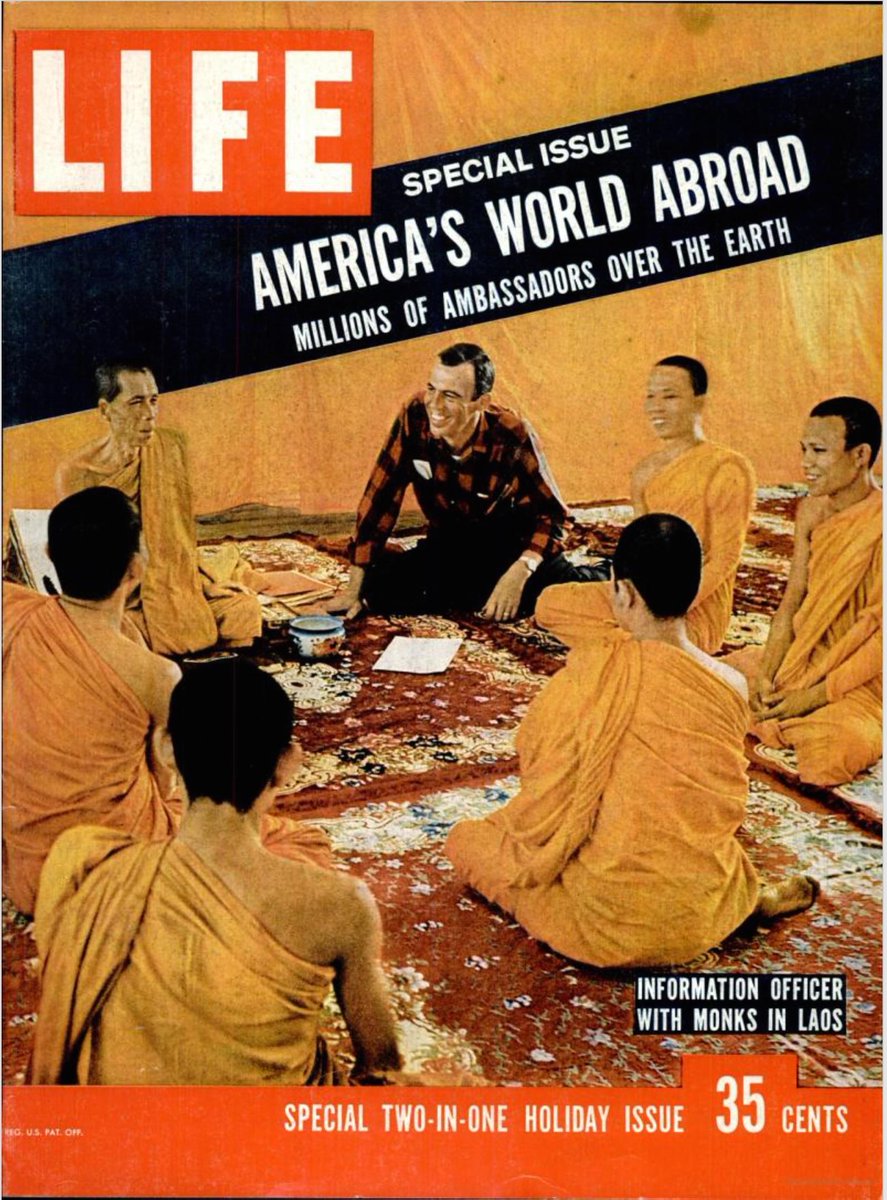 LIFE
SPECIAL ISSUE
AMERICA'S WORLD ABROAD
MILLIONS OF AMBASSADORS OVER THE EARTH
INFORMATION OFFICER
WITH MONKS IN LAOS
SPECIAL TWO-IN-ONE HOLIDAY ISSUE 35 CENTS
REG. U.S. PAT. OFF.